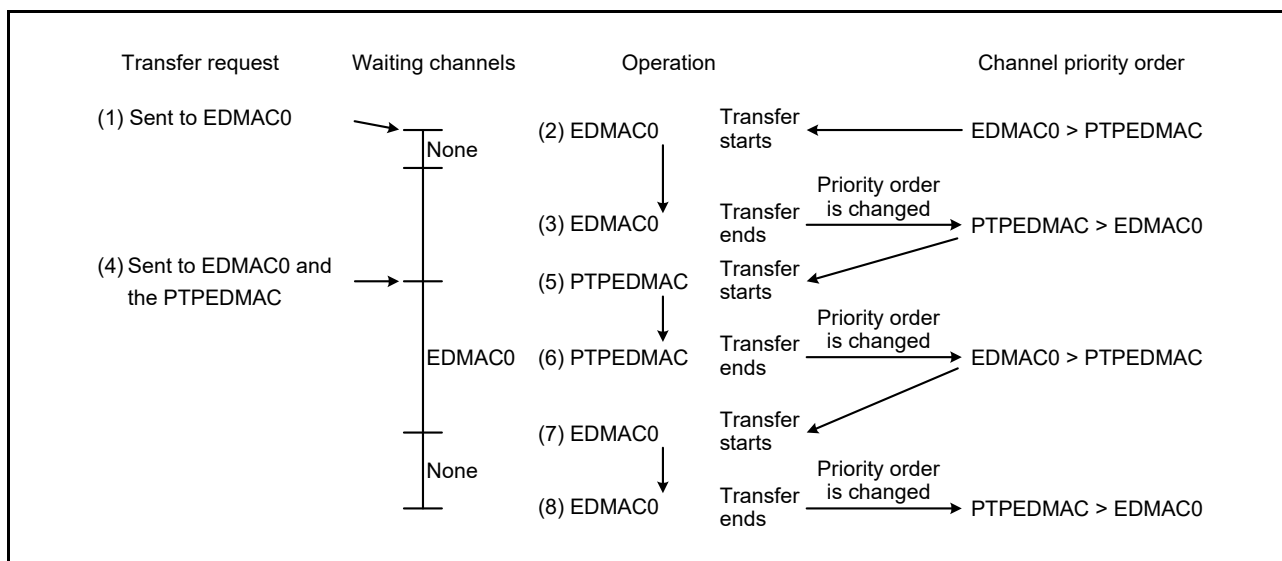 Transfer request
Waiting channels
Operation
Channel priority order
(1) Sent to EDMAC0
None
(2) EDMAC0
Transfer
starts
EDMAC0 > PTPEDMAC
(3) EDMAC0
Transfer
ends
Priority order
is changed
PTPEDMAC > EDMAC0
(4) Sent to EDMAC0 and
the PTPEDMAC
(5) PTPEDMAC
Transfer
starts
EDMAC0
(6) PTPEDMAC
Transfer
ends
Priority order
is changed
EDMAC0 > PTPEDMAC
(7) EDMAC0
Transfer
starts
None
(8) EDMAC0
Transfer
ends
Priority order
is changed
PTPEDMAC > EDMAC0